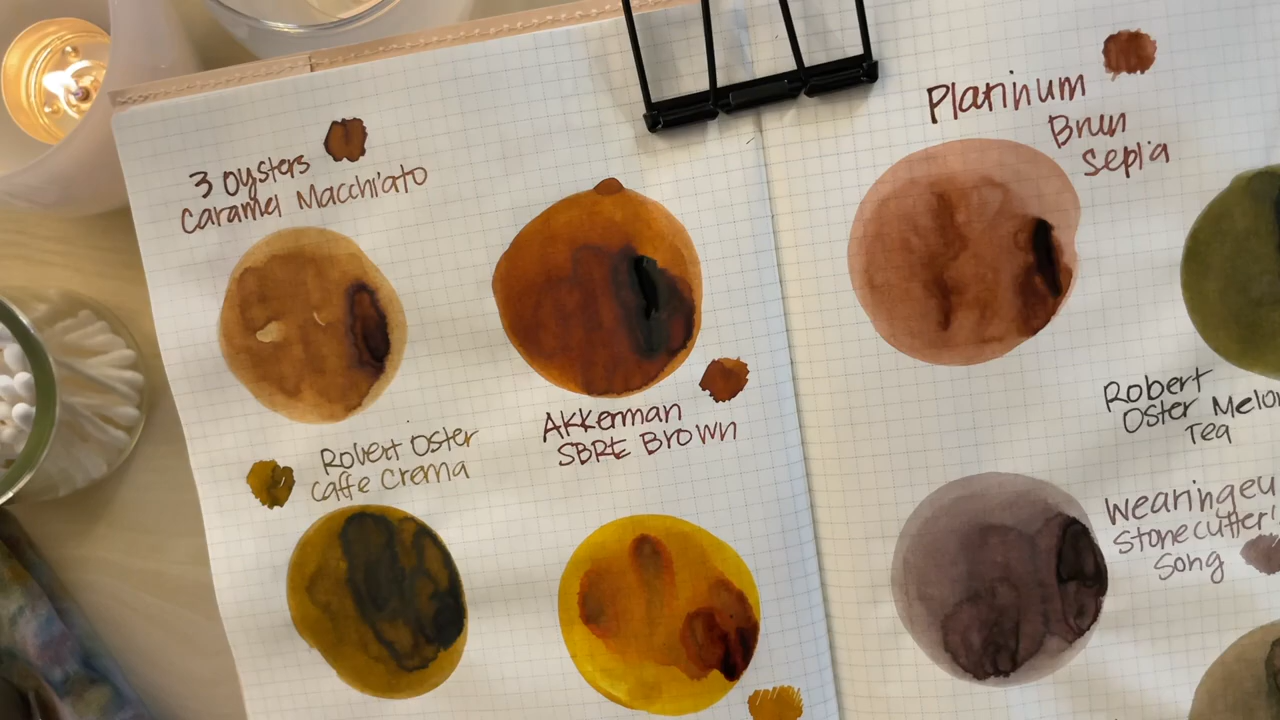 3 oysters
Caramel Macchiato
Akkerman
SBRE Brown
Robert Oster
Caffe Crema
Platinum
Brun
Sepia
Robert
Oster
Tea
Stonecutter's
Song